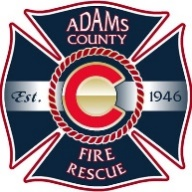 ADAMS
COUNTY
Est. C 1946
FIRE
RESCUE